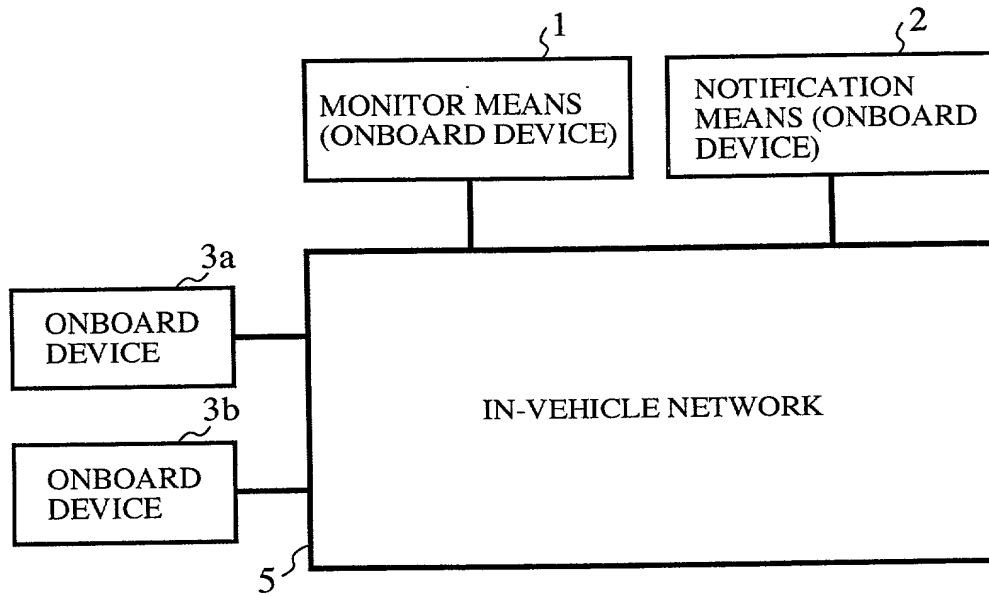 1
MONITOR MEANS
(ONBOARD DEVICE)
2
NOTIFICATION
MEANS (ONBOARD
DEVICE)
3a
ONBOARD
DEVICE
3b
ONBOARD
DEVICE
IN-VEHICLE NETWORK
5